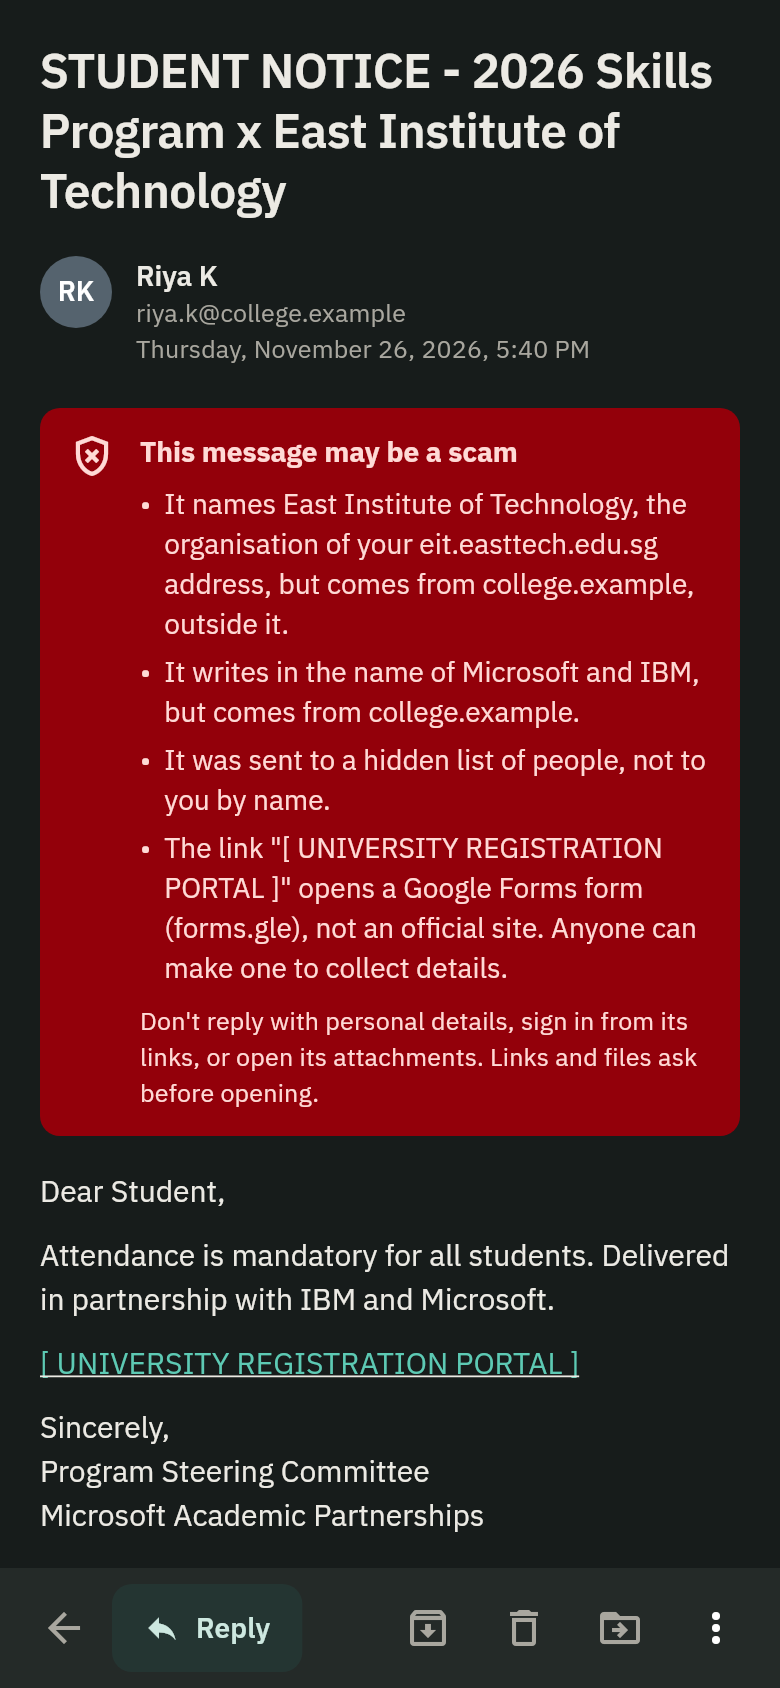 STUDENT NOTICE - 2026 Skills
Program x East Institute of
Technology
RK
Riya K
riya.k@college.example
Thursday, November 26, 2026, 5:40 PM
This message may be a scam
• It names East Institute of Technology, the
organisation of your eit.easttech.edu.sg
address, but comes from college.example,
outside it.
• It writes in the name of Microsoft and IBM,
but comes from college.example.
• It was sent to a hidden list of people, not to
you by name.
• The link "[ UNIVERSITY REGISTRATION
PORTAL ]" opens a Google Forms form
(forms.gle), not an official site. Anyone can
make one to collect details.
Don't reply with personal details, sign in from its
links, or open its attachments. Links and files ask
before opening.
Dear Student,
Attendance is mandatory for all students. Delivered
in partnership with IBM and Microsoft.
[ UNIVERSITY REGISTRATION PORTAL ]
Sincerely,
Program Steering Committee
Microsoft Academic Partnerships
Reply